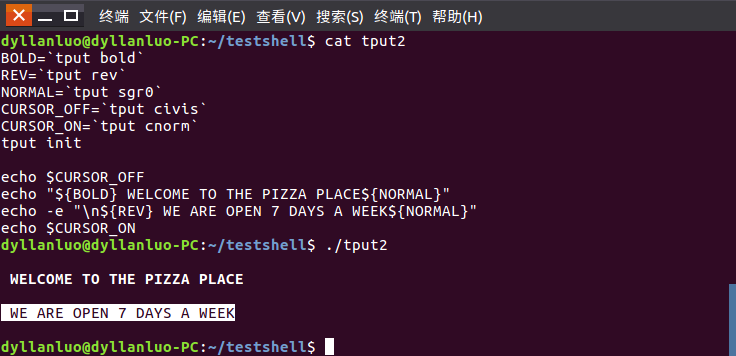 终端 终端 文件(F) 编辑(E) 查看(V) 搜索(S) 终端(T) 帮助(H)
dyllanluo@dyllanluo-PC:~/testshell$ cat tput2
BOLD=`tput bold`
REV=`tput rev`
NORMAL=`tput sgr0`
CURSOR_OFF=`tput civis`
CURSOR_ON=`tput cnorm`
tput init

echo $CURSOR_OFF
echo "${BOLD} WELCOME TO THE PIZZA PLACE${NORMAL}"
echo -e "\n${REV} WE ARE OPEN 7 DAYS A WEEK${NORMAL}"
echo $CURSOR_ON
dyllanluo@dyllanluo-PC:~/testshell$ ./tput2

 WELCOME TO THE PIZZA PLACE

 WE ARE OPEN 7 DAYS A WEEK

dyllanluo@dyllanluo-PC:~/testshell$